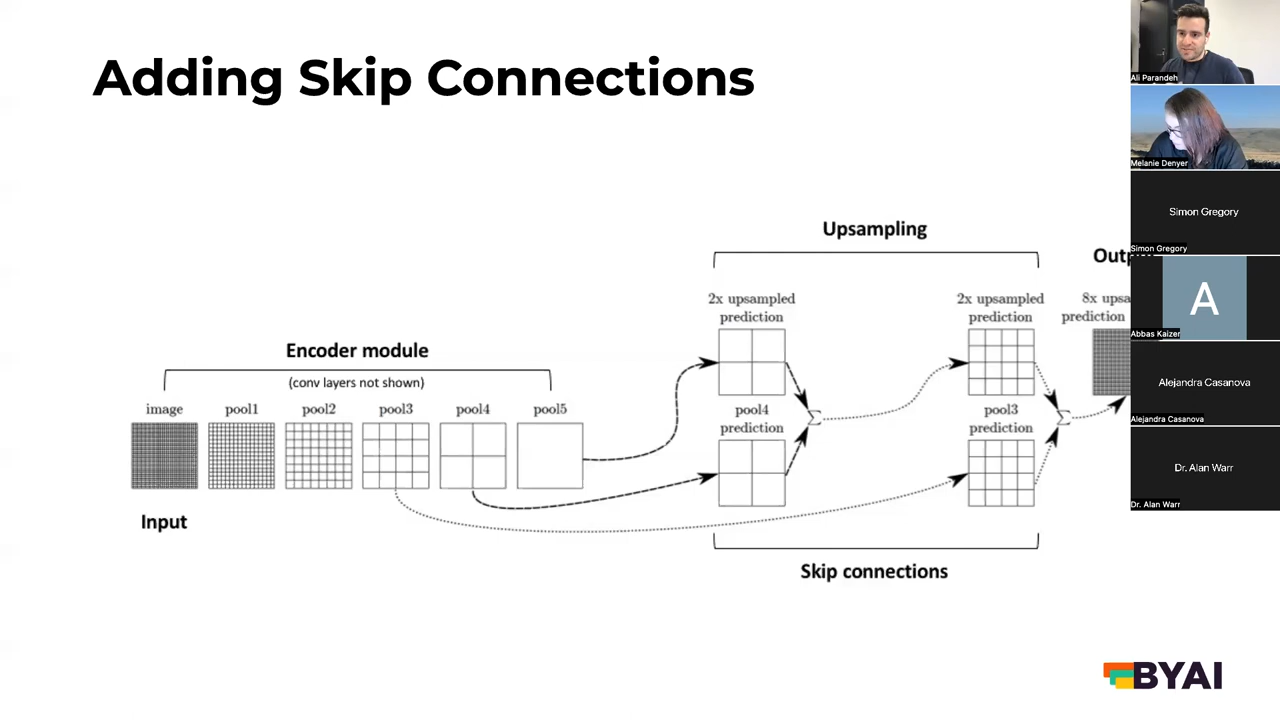 Adding Skip Connections
Upsampling
Outp
2x upsampled
prediction
2x upsampled
prediction
8x upsa
prediction
Encoder module
(conv layers not shown)
image
pool1
pool2
pool3
pool4
pool5
pool4
prediction
pool3
prediction
Σ
Σ
Input
Skip connections
BYAI
Ali Parandeh
Melanie Denyer
Simon Gregory
Simon Gregory
A
Abbas Kaizer
Alejandra Casanova
Alejandra Casanova
Dr. Alan Warr
Dr. Alan Warr